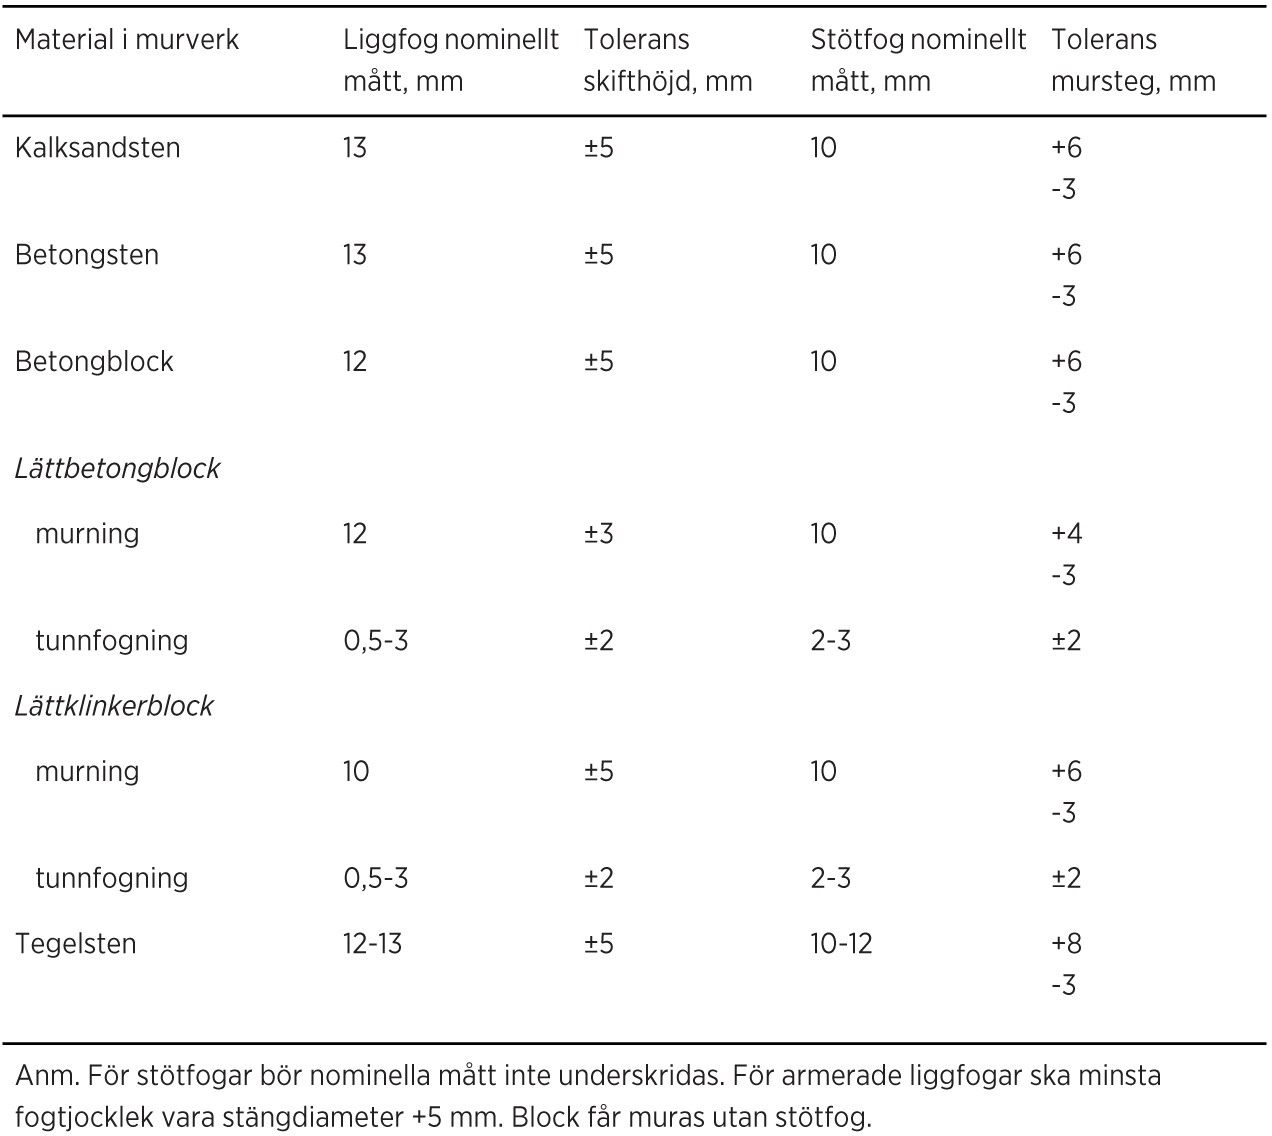 Material i murverk Liggfog nominellt Tolerans Stötfog nominellt Tolerans
mått, mm skifthöjd, mm mått, mm mursteg, mm
Kalksandsten 13 ±5 10 +6
-3
Betongsten 13 ±5 10 +6
-3
Betongblock 12 ±5 10 +6
-3
Lättbetongblock
murning 12 ±3 10 +4
-3
tunnfogning 0,5-3 ±2 2-3 ±2
Lättklinkerblock
murning 10 ±5 10 +6
-3
tunnfogning 0,5-3 ±2 2-3 ±2
Tegelsten 12-13 ±5 10-12 +8
-3
Anm. För stötfogar bör nominella mått inte underskridas. För armerade liggfogar ska minsta
fogtjocklek vara stängdiameter +5 mm. Block får muras utan stötfog.